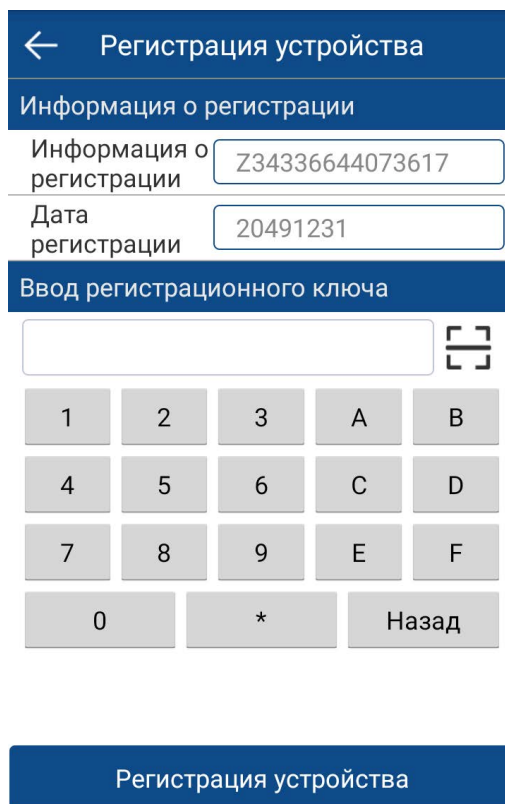 Регистрация устройства
Информация о регистрации
Информация о
регистрации
Z34336644073617
Дата
регистрации
20491231
Ввод регистрационного ключа
1 2 3 A B
4 5 6 C D
7 8 9 E F
0 * Назад
Регистрация устройства